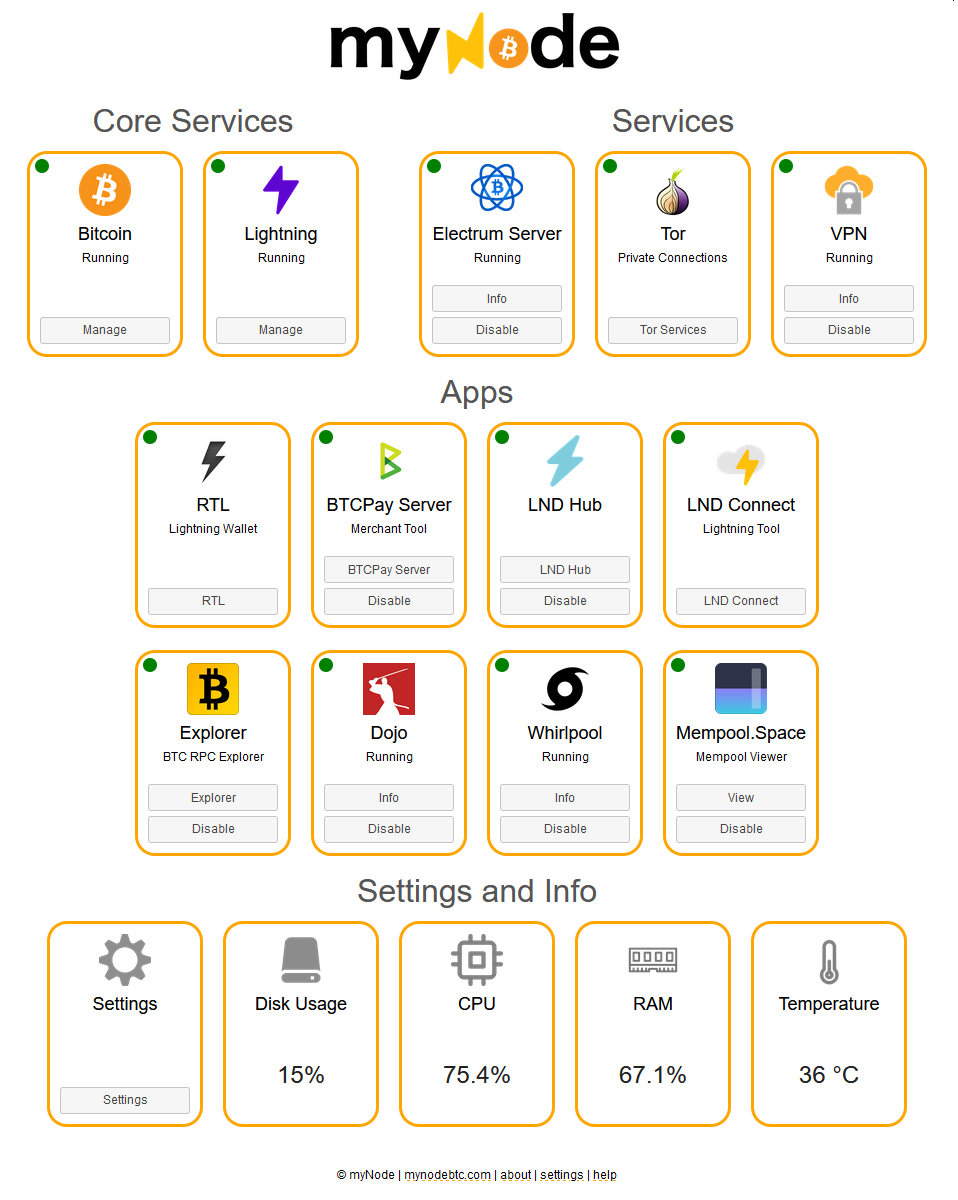 myNode
Core Services
Services
Bitcoin
Running
Manage
Lightning
Running
Manage
Electrum Server
Running
Info
Disable
Tor
Private Connections
Tor Services
VPN
Running
Info
Disable
Apps
RTL
Lightning Wallet
RTL
BTCPay Server
Merchant Tool
BTCPay Server
Disable
LND Hub
LND Hub
Disable
LND Connect
Lightning Tool
LND Connect
Explorer
BTC RPC Explorer
Explorer
Disable
Dojo
Running
Info
Disable
Whirlpool
Running
Info
Disable
Mempool.Space
Mempool Viewer
View
Disable
Settings and Info
Settings
Settings
Disk Usage
15%
CPU
75.4%
RAM
67.1%
Temperature
36 °C
© myNode | mynodebtc.com | about | settings | help